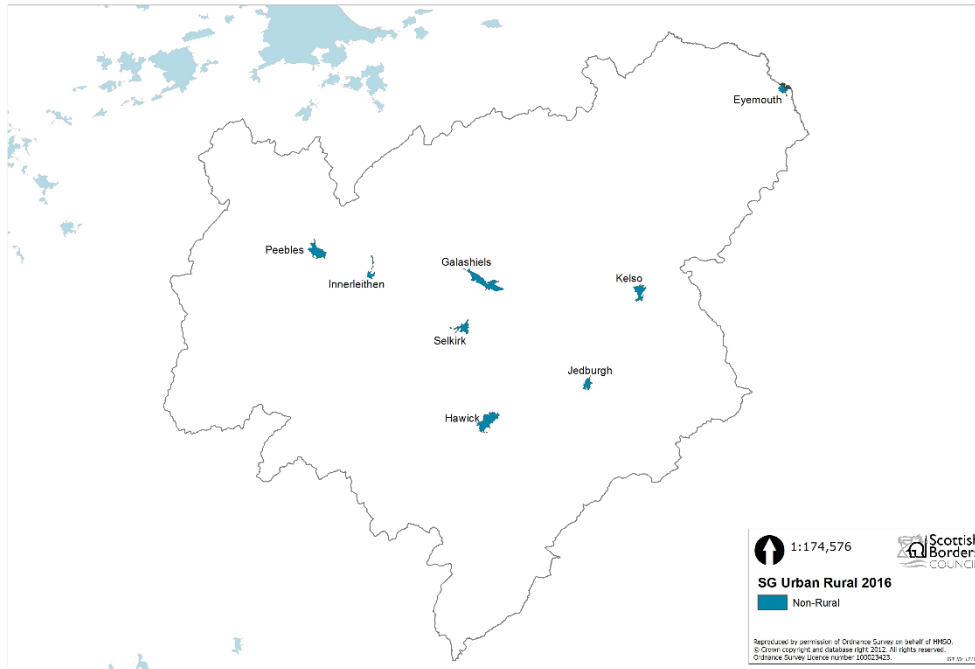 Eyemouth
Peebles
Innerleithen
Galashiels
Kelso
Selkirk
Jedburgh
Hawick
1:174,576
Scottish
Borders
COUNCIL
SG Urban Rural 2016
Non-Rural
Reproduced by permission of Ordnance Survey on behalf of HMSO.
© Crown copyright and database right 2012. All rights reserved.
Ordnance Survey Licence number 100023423.